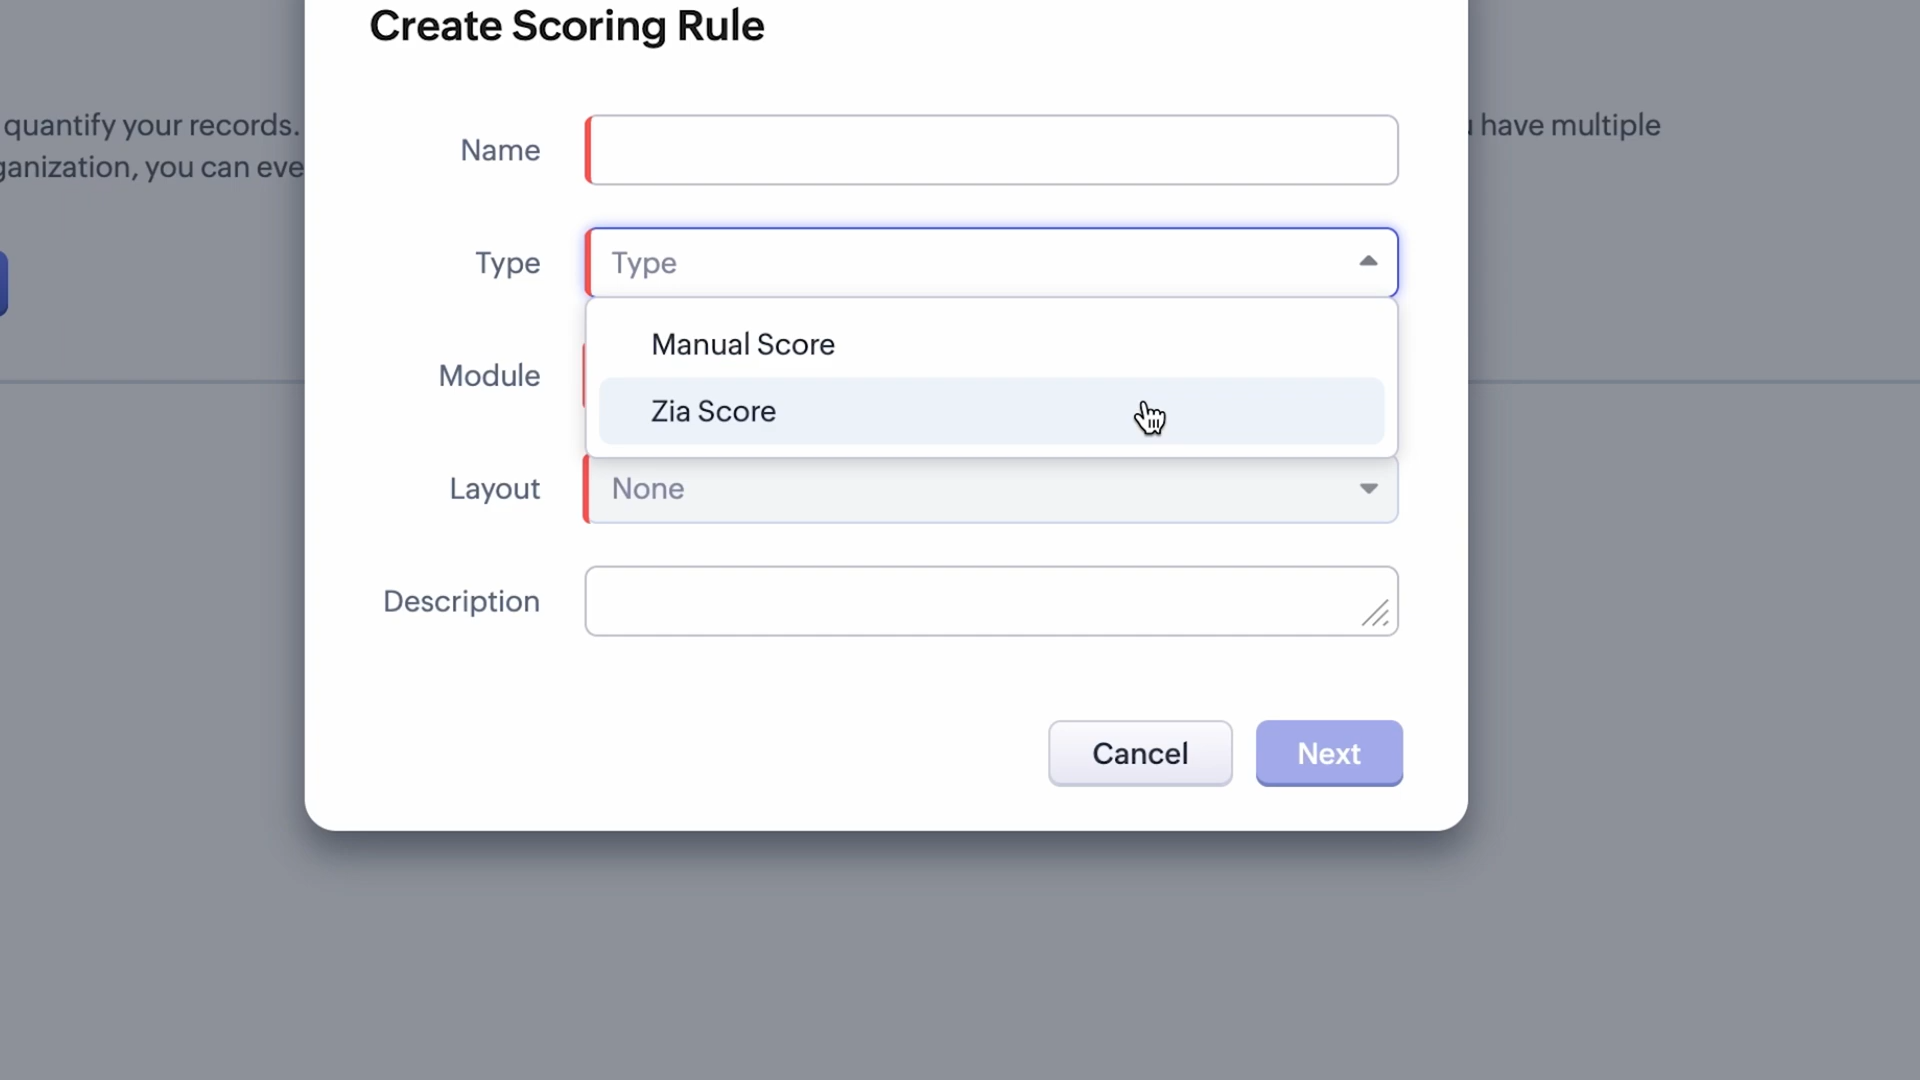 Create Scoring Rule
quantify your records.
have multiple
ganization, you can eve
Name
Type
Type
Manual Score
Module
Zia Score
Layout
None
Description
Cancel
Next